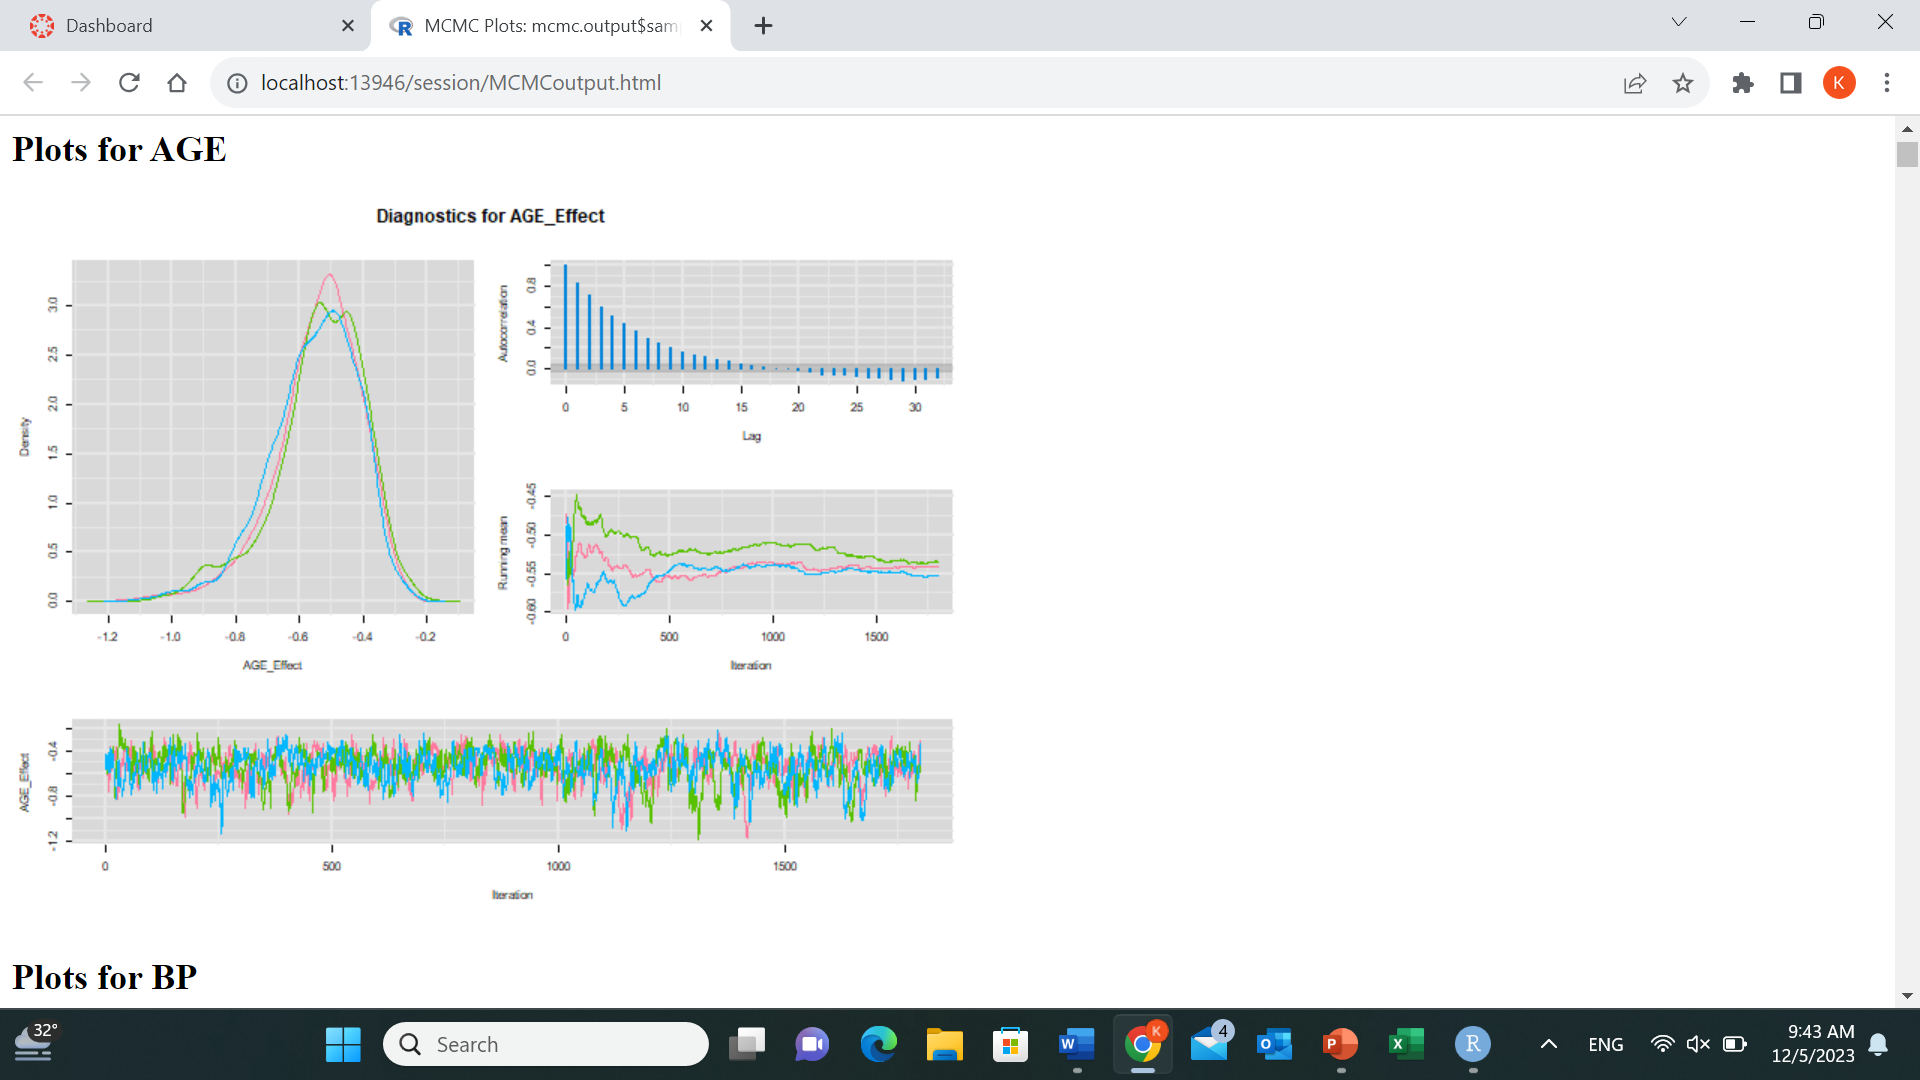 Dashboard
MCMC Plots: mcmc.output$sam
localhost:13946/session/MCMCoutput.html
K
Plots for AGE
Diagnostics for AGE_Effect
Density
0.0 0.5 1.0 1.5 2.0 2.5 3.0
-1.2 -1.0 -0.8 -0.6 -0.4 -0.2
AGE_Effect
Autocorrelation
0.0 0.4 0.8
0 5 10 15 20 25 30
Lag
Running mean
-0.60 -0.55 -0.50 -0.45
0 500 1000 1500
Iteration
AGE_Effect
-1.2 -0.8 -0.4
0 500 1000 1500
Iteration
Plots for BP
32°
Search
W
K
4
O
P
X
R
ENG
9:43 AM
12/5/2023